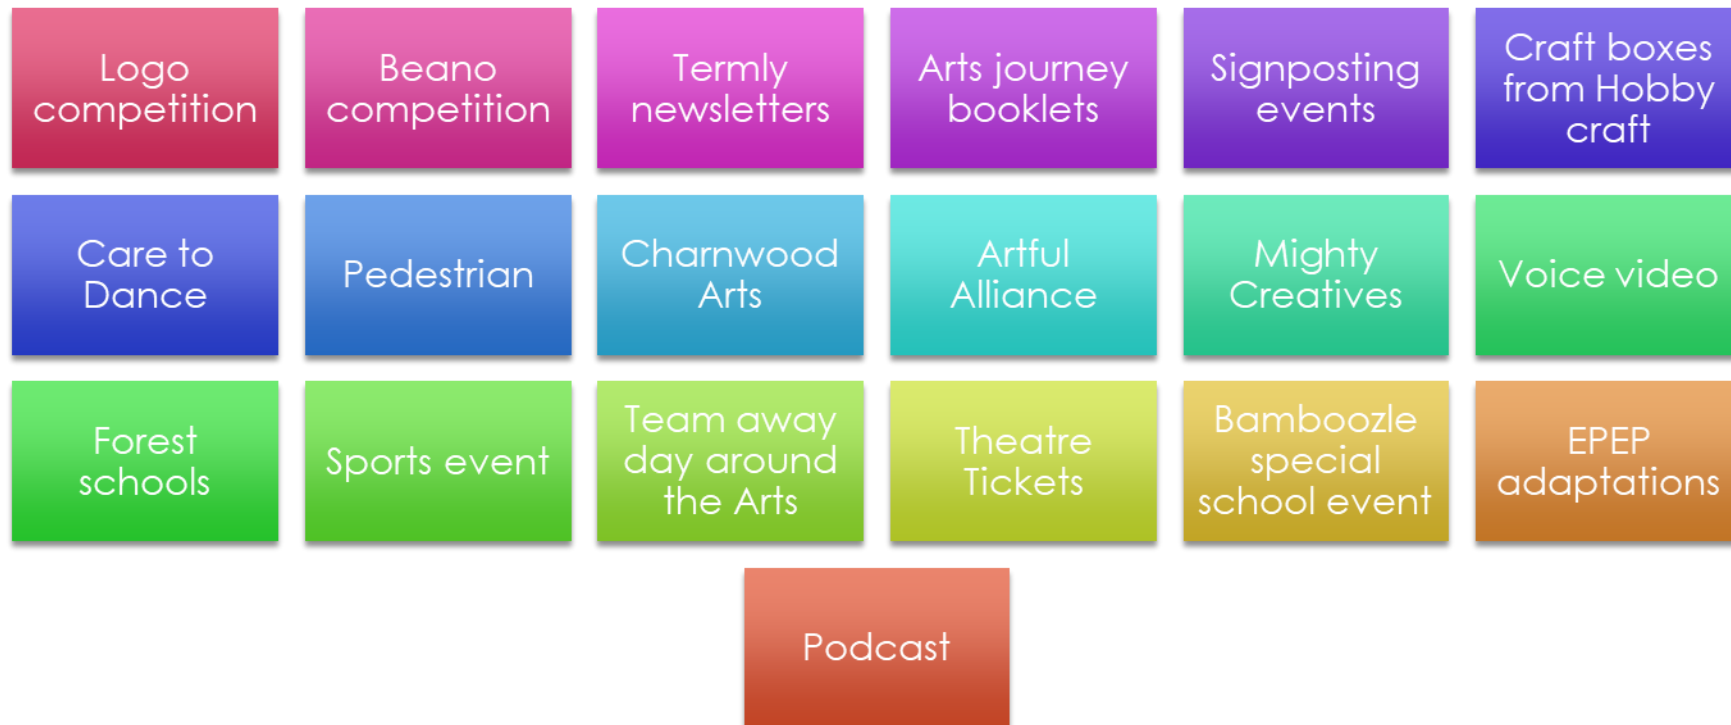 Logo
competition
Beano
competition
Termly
newsletters
Arts journey
booklets
Signposting
events
Craft boxes
from Hobby
craft
Care to
Dance
Pedestrian
Charnwood
Arts
Artful
Alliance
Mighty
Creatives
Voice video
Forest
schools
Sports event
Team away
day around
the Arts
Theatre
Tickets
Bamboozle
special
school event
EPEP
adaptations
Podcast